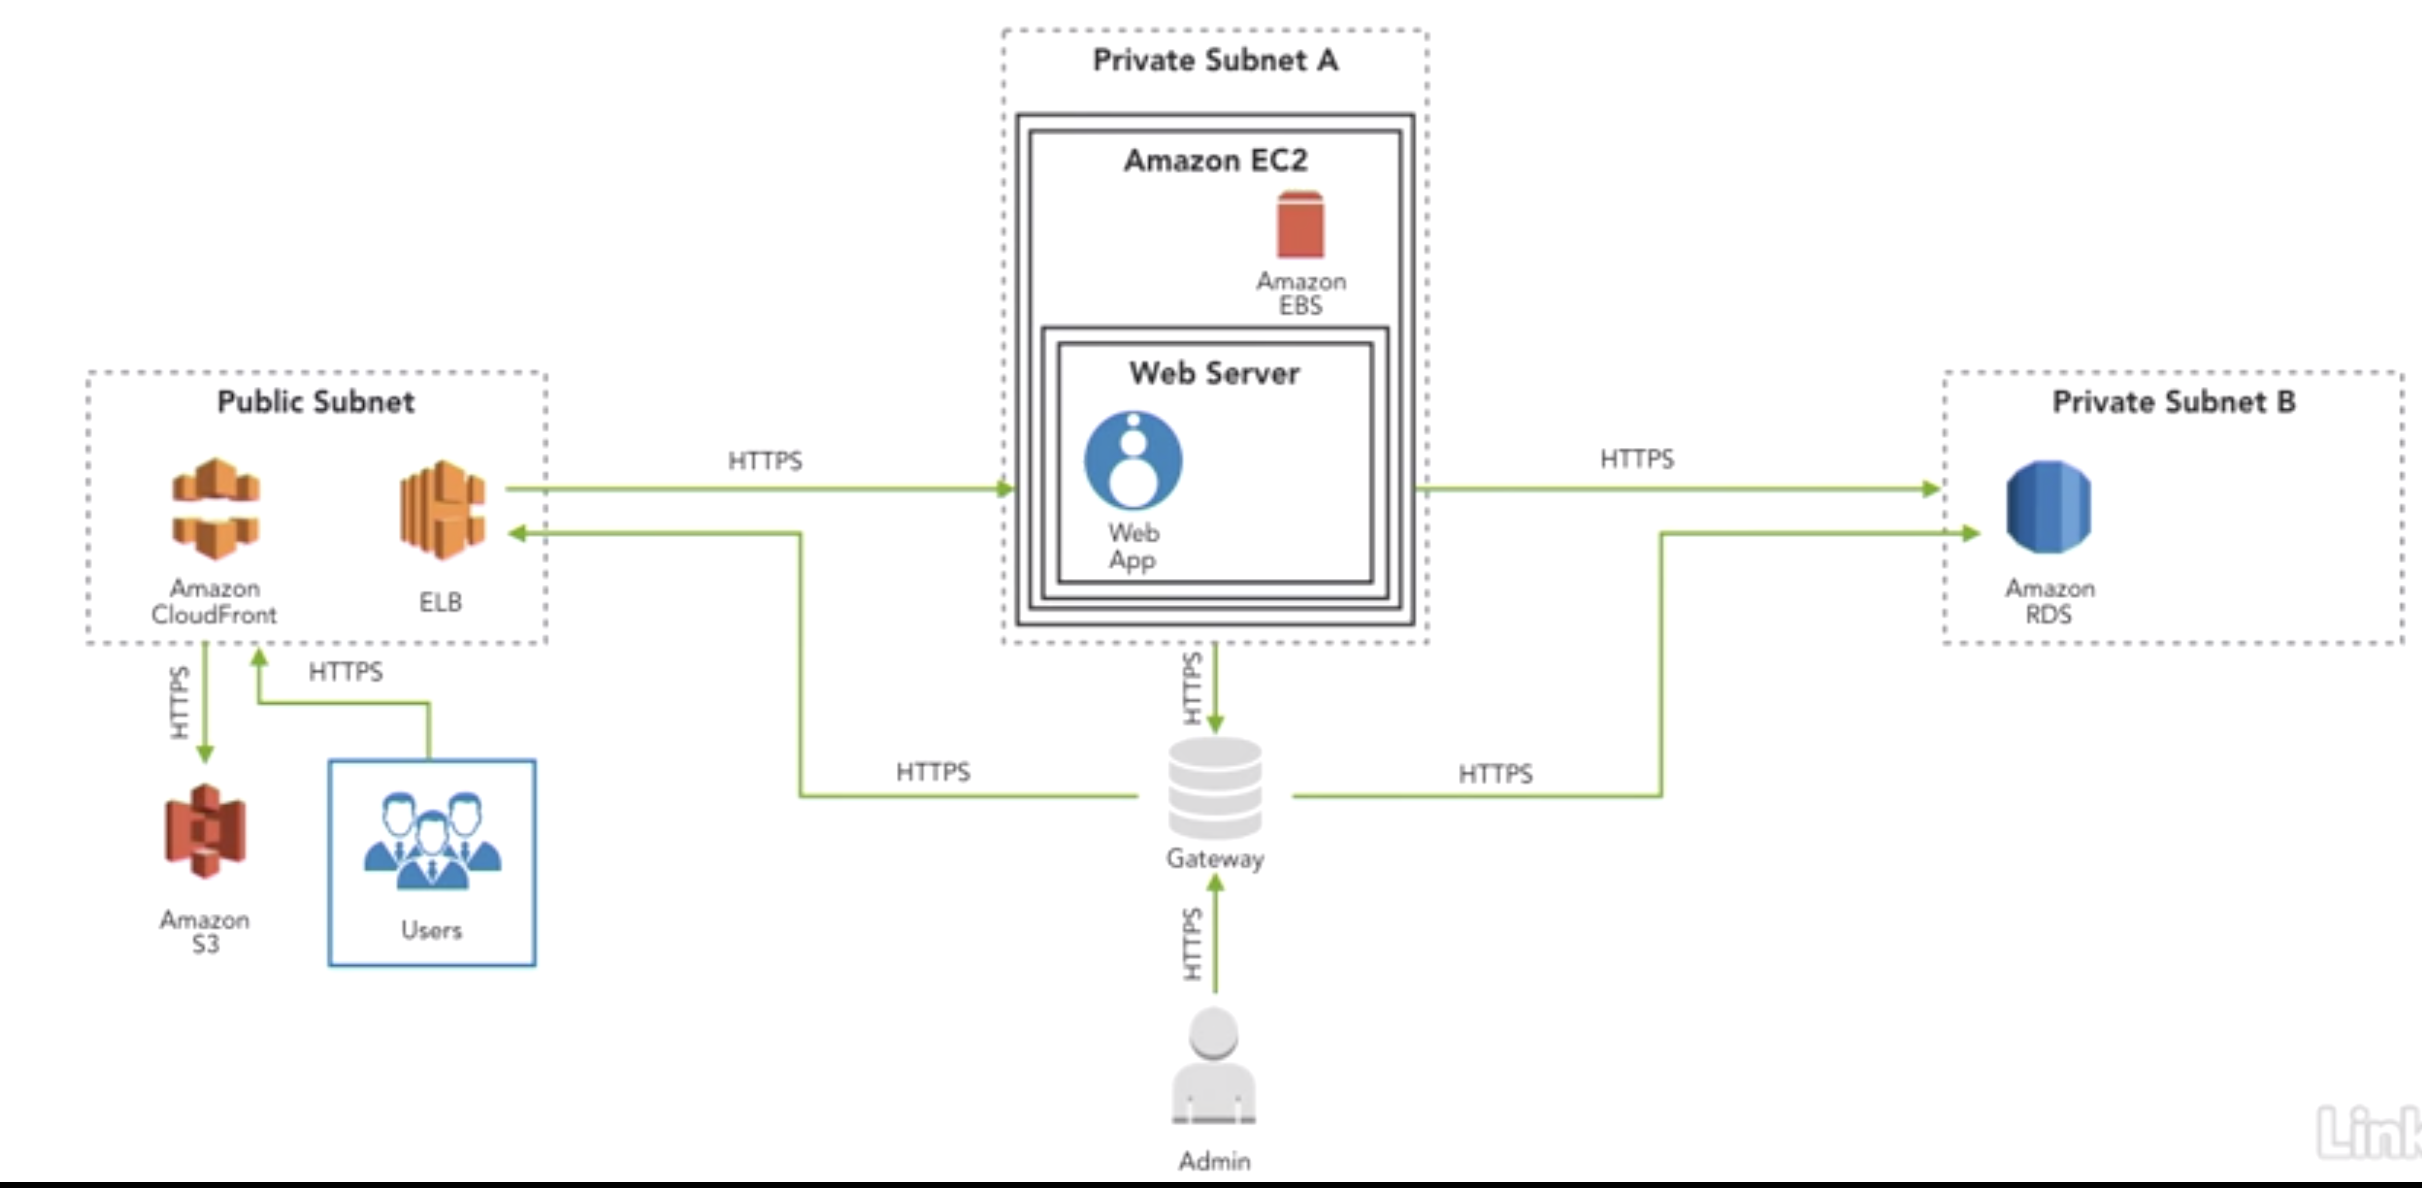 Private Subnet A
Amazon EC2
Amazon
EBS
Web Server
Web
App
Public Subnet
Amazon
CloudFront
ELB
HTTPS
HTTPS
Private Subnet B
Amazon
RDS
HTTPS
HTTPS
HTTPS
HTTPS
HTTPS
Gateway
Amazon
S3
Users
HTTPS
Admin
Link